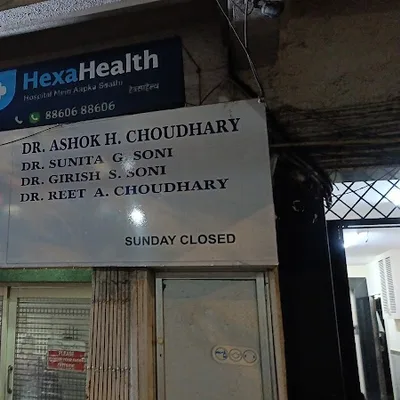 HexaHealth
Hospital Mein Aapka Saathi
हेक्साहेल्थ
88606 88606
DR. ASHOK H. CHOUDHARY
DR. SUNITA G. SONI
DR. GIRISH S. SONI
DR. REET A. CHOUDHARY
SUNDAY CLOSED
PLEASE